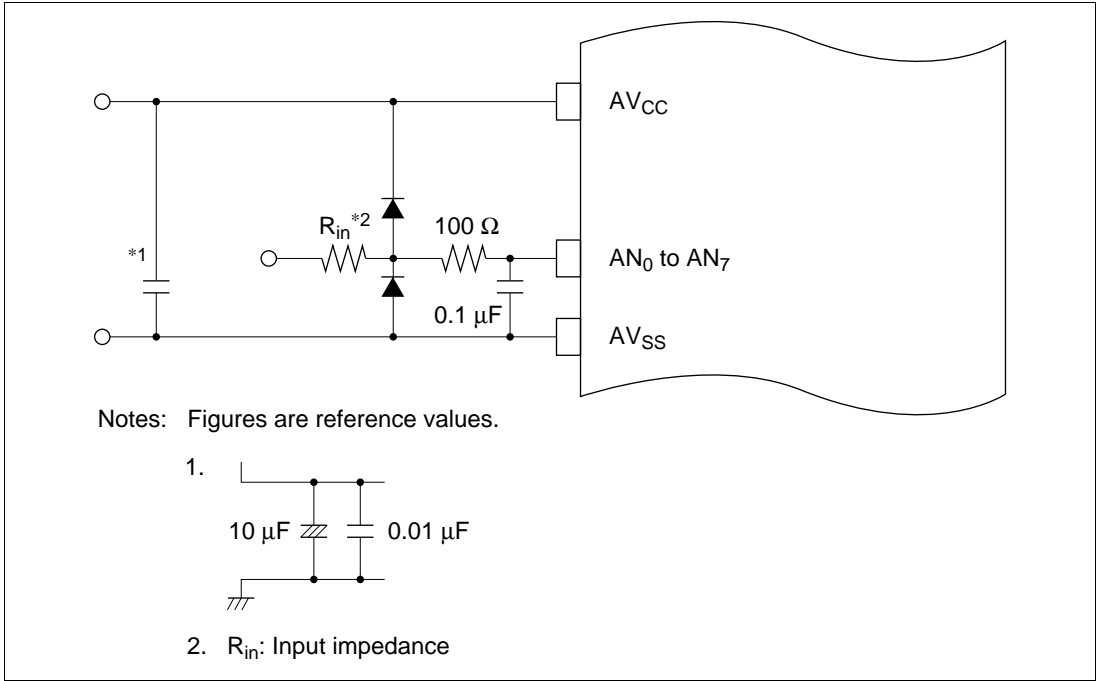 AVCC
Rin*2
100 Ω
*1
AN0 to AN7
0.1 μF
AVSS
Notes: Figures are reference values.
1.
10 μF
0.01 μF
2. Rin: Input impedance